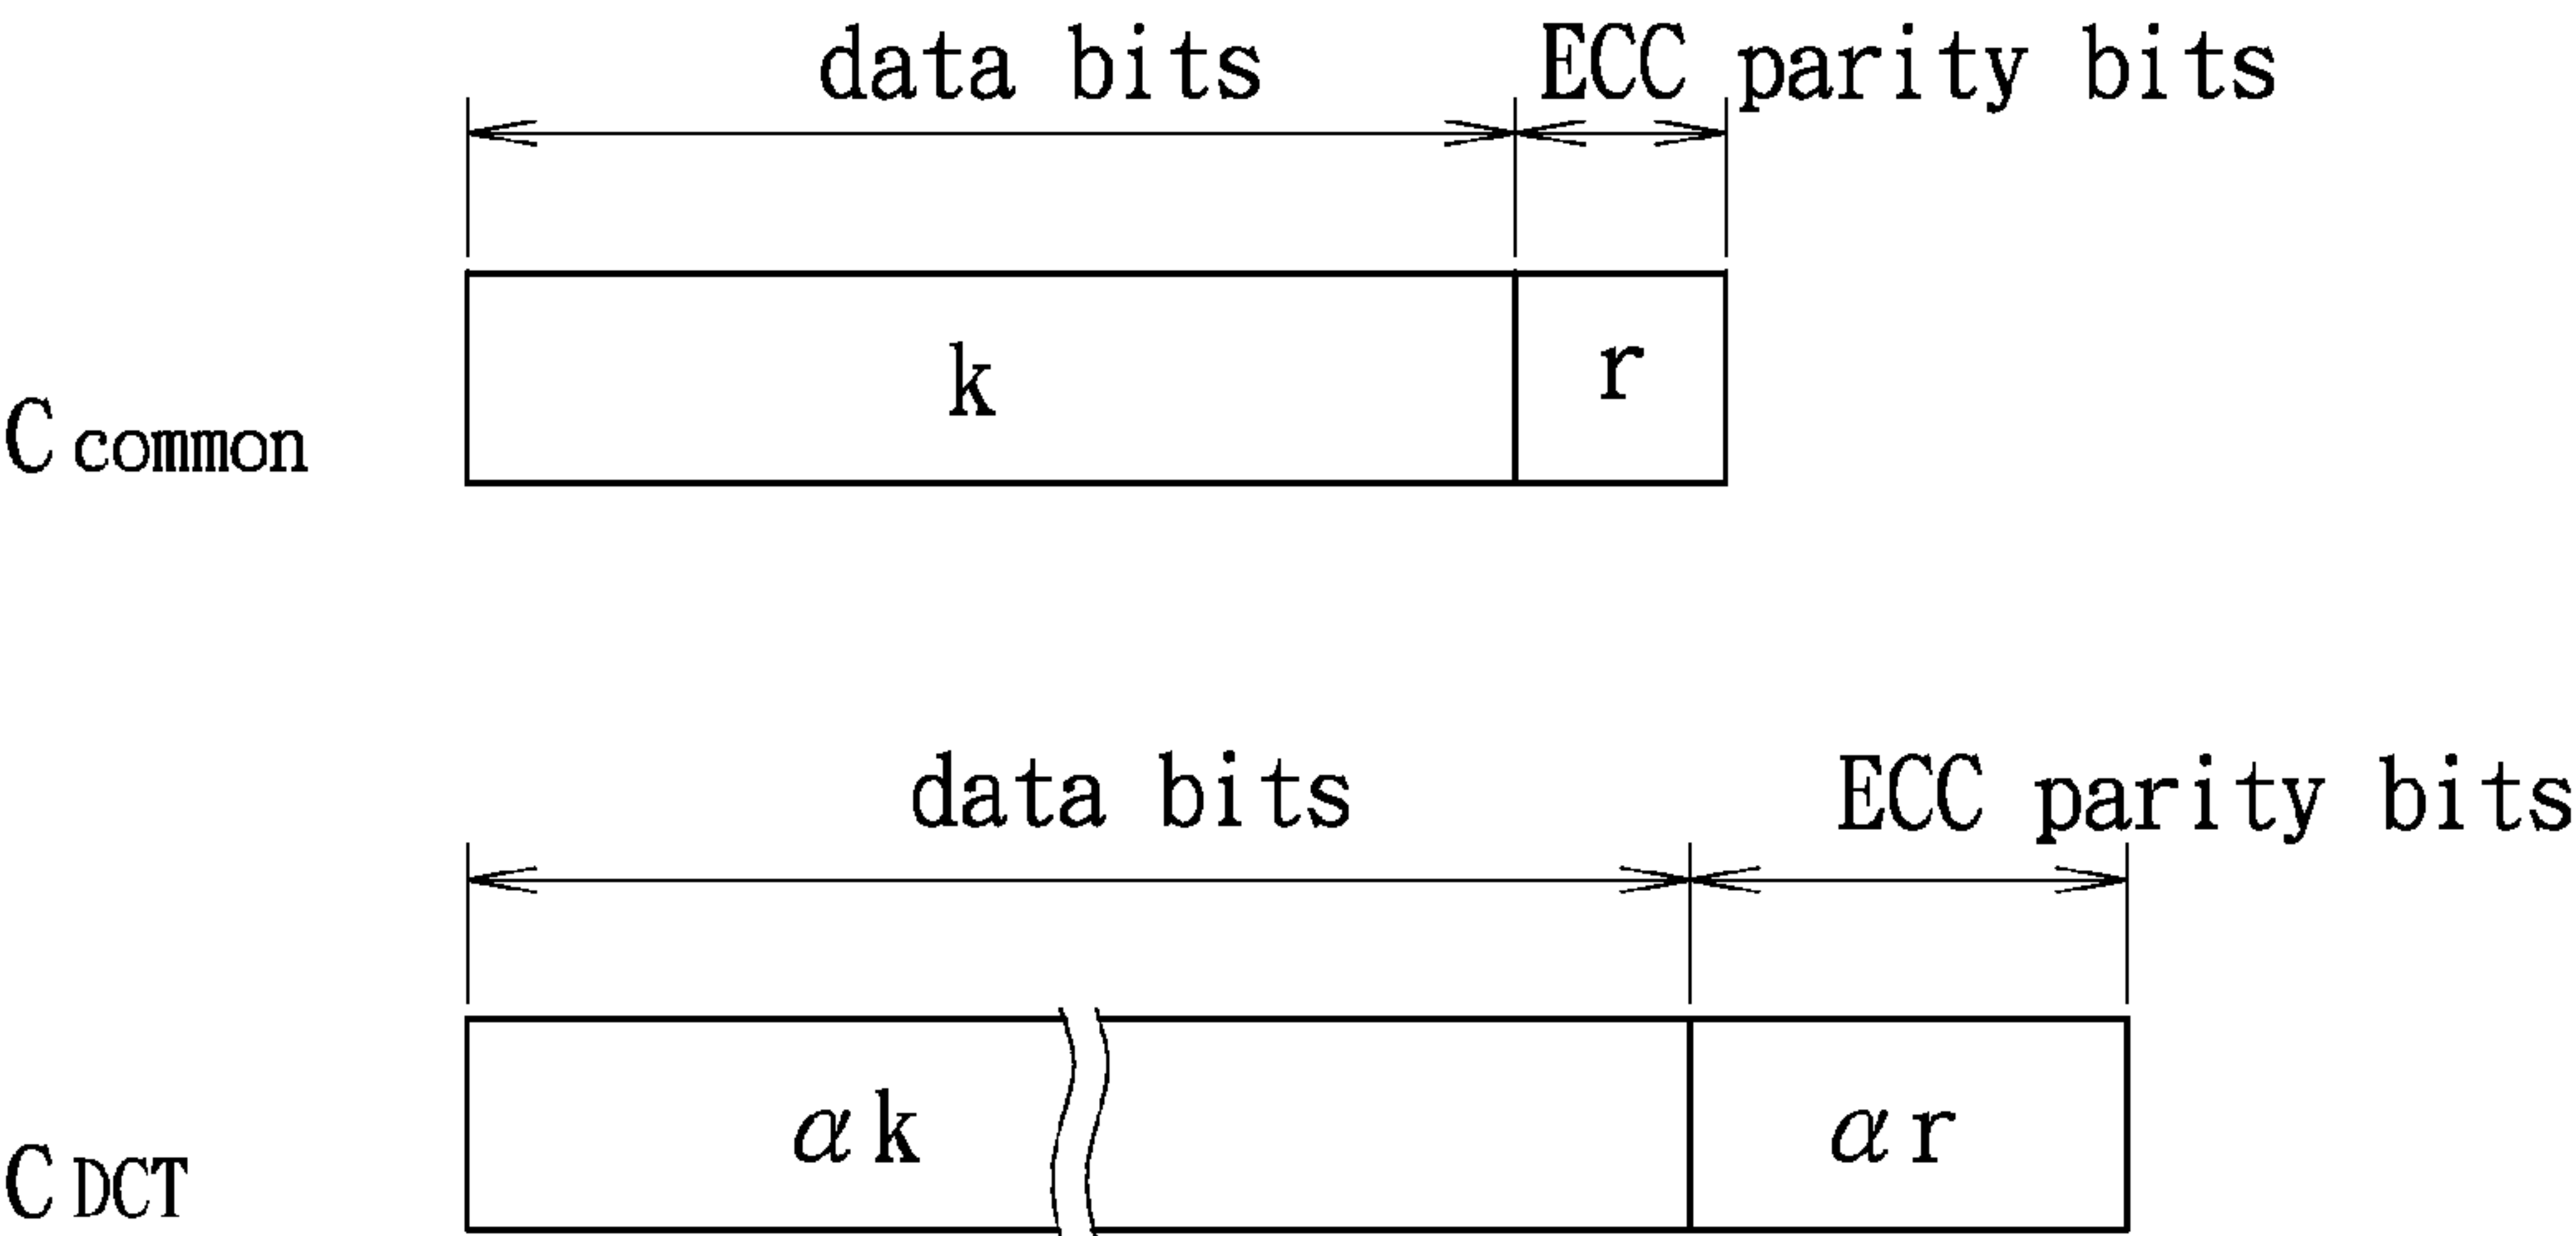 data bits ECC parity bits
k r
C common
data bits ECC parity bits
αk αr
C DCT